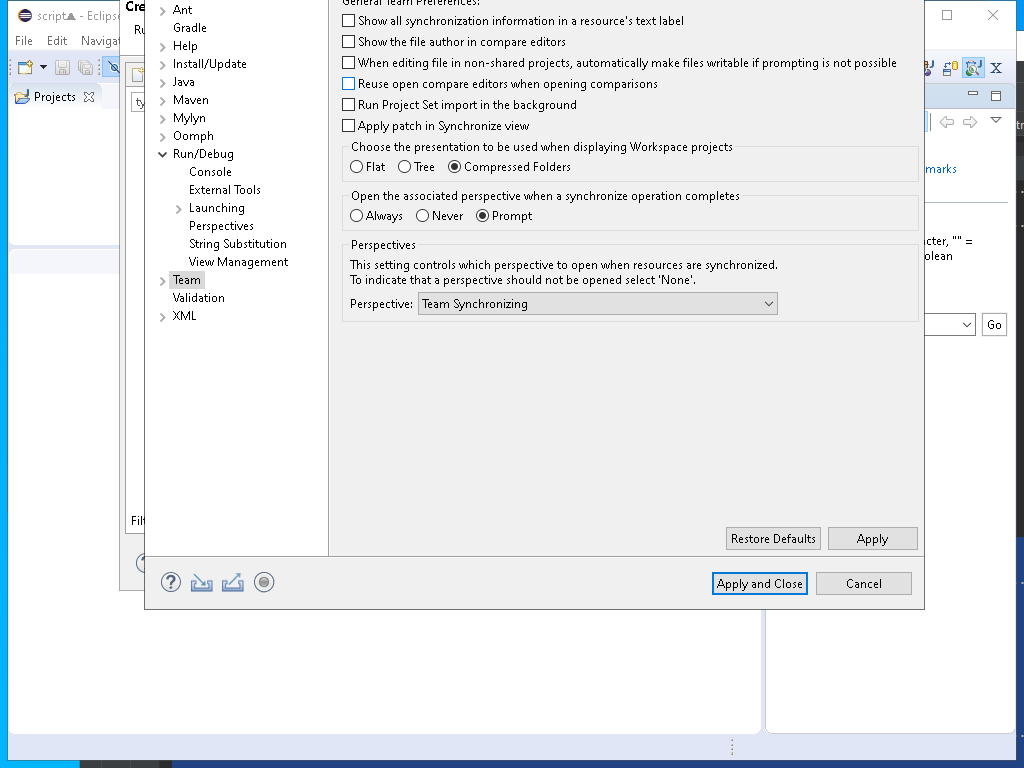 script▲ - Eclips
File Edit Navigat
Projects
Cre
Ru
ty
Filt
Ant
Gradle
Help
Install/Update
Java
Maven
Mylyn
Oomph
Run/Debug
Console
External Tools
Launching
Perspectives
String Substitution
View Management
Team
Validation
XML
General Team Preferences:
Show all synchronization information in a resource's text label
Show the file author in compare editors
When editing file in non-shared projects, automatically make files writable if prompting is not possible
Reuse open compare editors when opening comparisons
Run Project Set import in the background
Apply patch in Synchronize view
Choose the presentation to be used when displaying Workspace projects
Flat Tree Compressed Folders
Open the associated perspective when a synchronize operation completes
Always Never Prompt
Perspectives
This setting controls which perspective to open when resources are synchronized.
To indicate that a perspective should not be opened select 'None'.
Perspective: Team Synchronizing
Restore Defaults Apply
Apply and Close Cancel
marks
cter, "" =
olean
Go